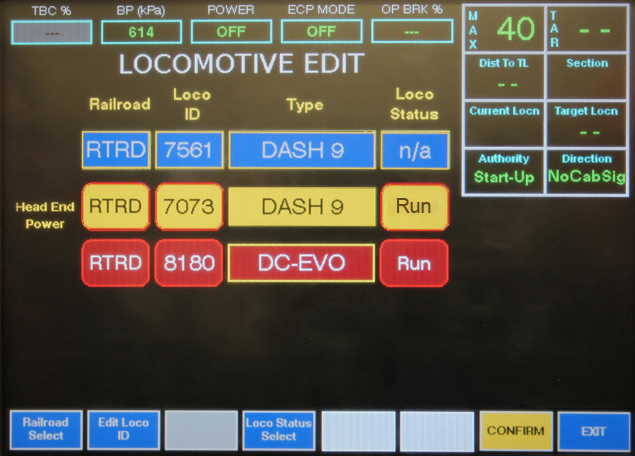 TBC % BP (kPa) POWER ECP MODE OP BRK %
--- 614 OFF OFF ---
MAX 40 TAR - -
LOCOMOTIVE EDIT
Dist To TL Section
- -
Railroad Loco ID Type Loco Status
Current Locn Target Locn
- -
RTRD 7561 DASH 9 n/a
Authority Direction
Start-Up NoCabSig
Head End Power
RTRD 7073 DASH 9 Run
RTRD 8180 DC-EVO Run
Railroad Select
Edit Loco ID
Loco Status Select
CONFIRM
EXIT